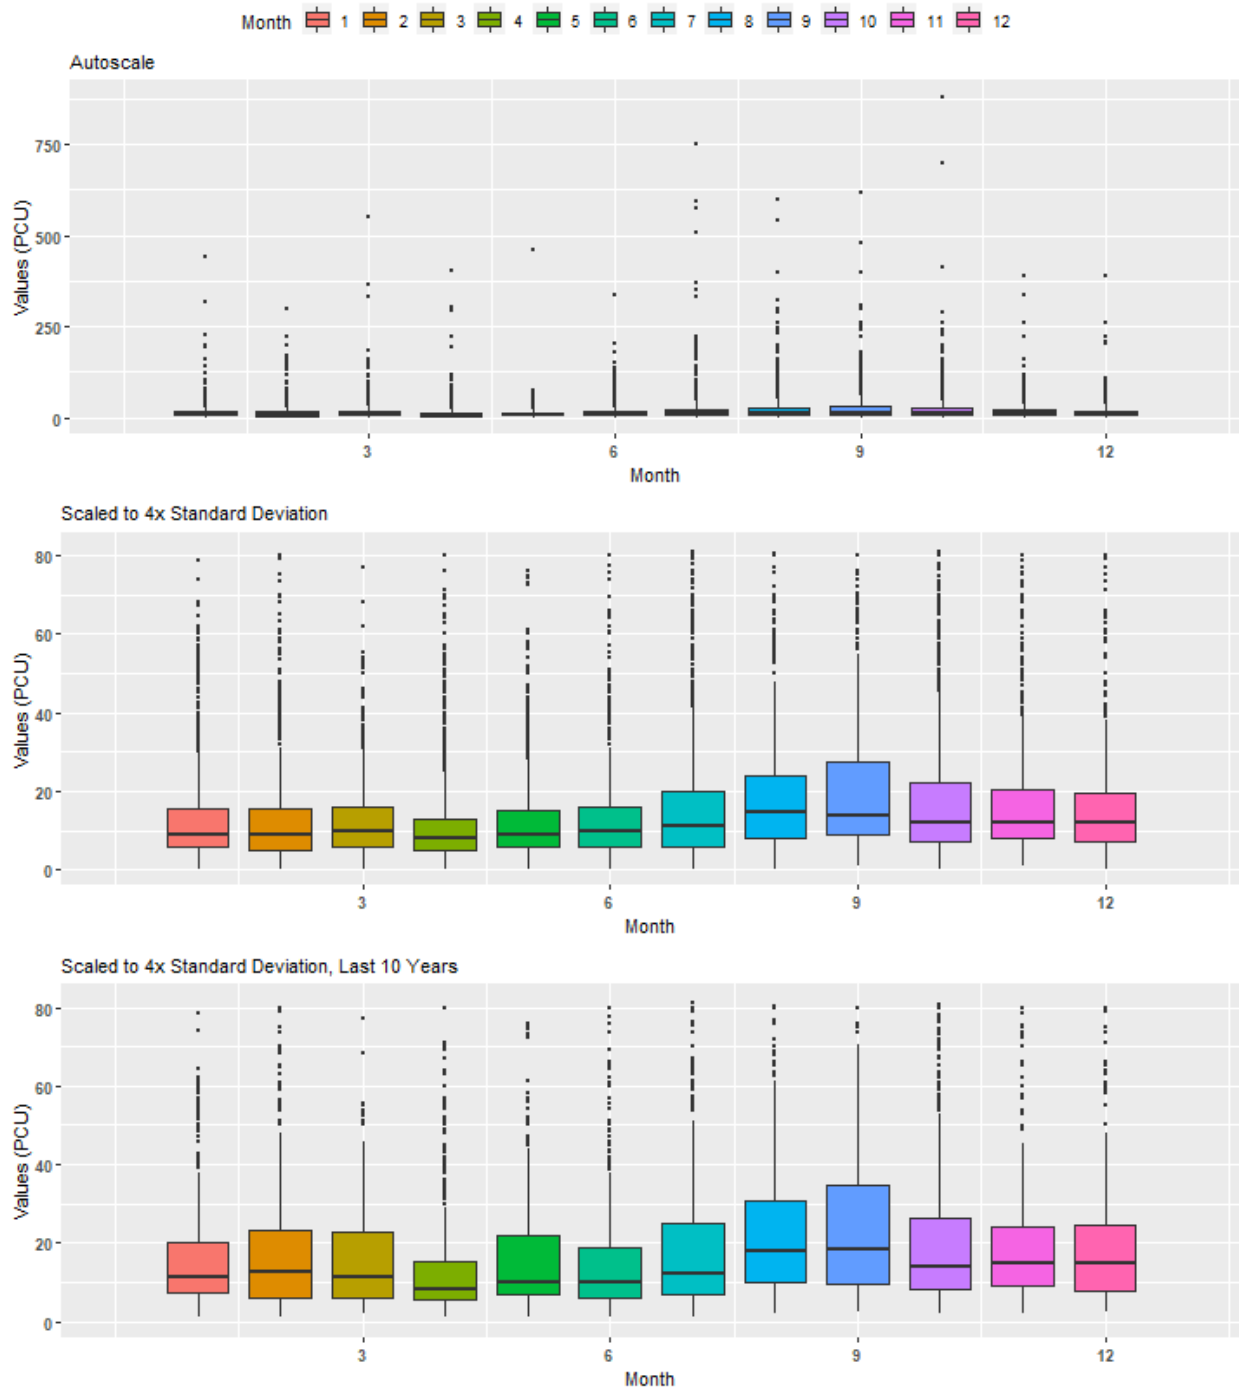 Month 1 2 3 4 5 6 7 8 9 10 11 12
Autoscale
Values (PCU)
750
500
250
0
3 6 9 12
Month
Scaled to 4x Standard Deviation
Values (PCU)
80
60
40
20
0
3 6 9 12
Month
Scaled to 4x Standard Deviation, Last 10 Years
Values (PCU)
80
60
40
20
0
3 6 9 12
Month